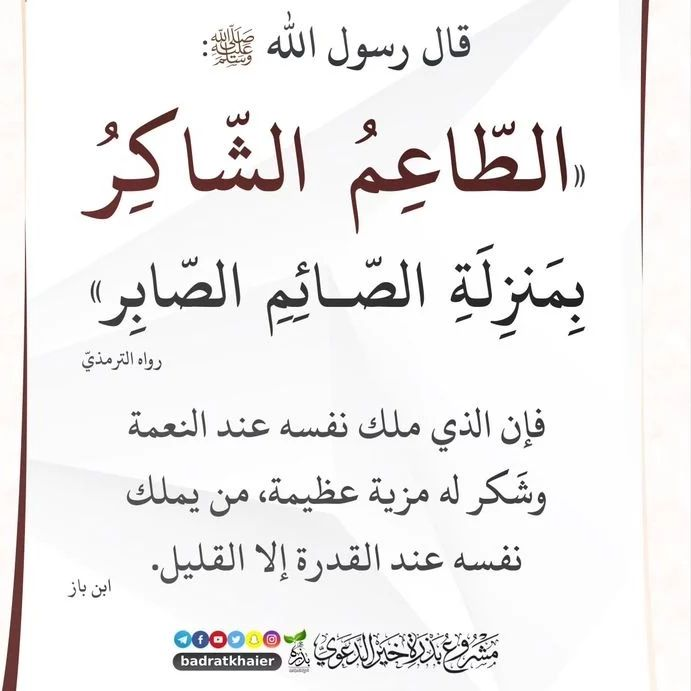 قال رسول الله ﷺ:
«الطّاعِمُ الشّاكِرُ
بِمَنزِلَةِ الصّائِمِ الصّابِر»
رواه الترمذيّ
فإن الذي ملك نفسه عند النعمة
وشَكر له مزية عظيمة، من يملك
نفسه عند القدرة إلا القليل.
ابن باز
مشروع بذرة خير الدعوي
بذرة
badratkhaier